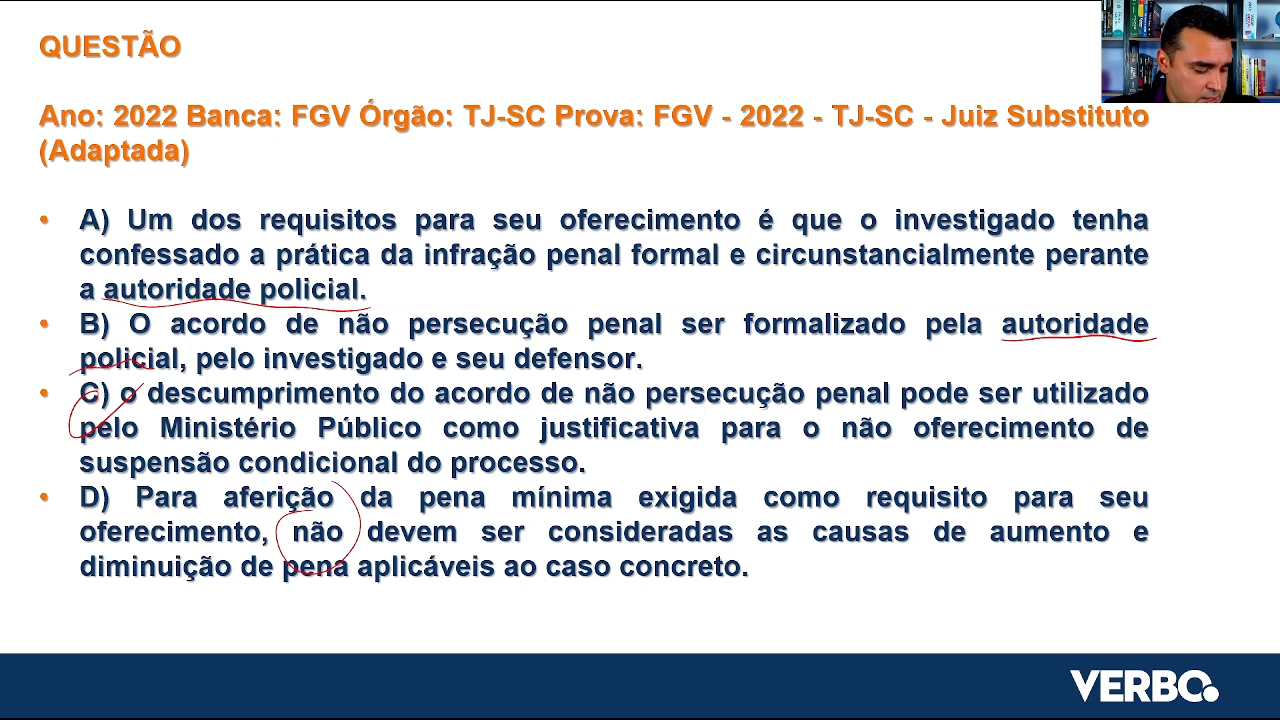 QUESTÃO
Ano: 2022 Banca: FGV Órgão: TJ-SC Prova: FGV - 2022 - TJ-SC - Juiz Substituto
(Adaptada)
• A) Um dos requisitos para seu oferecimento é que o investigado tenha
confessado a prática da infração penal formal e circunstancialmente perante
a autoridade policial.
• B) O acordo de não persecução penal ser formalizado pela autoridade
policial, pelo investigado e seu defensor.
• C) o descumprimento do acordo de não persecução penal pode ser utilizado
pelo Ministério Público como justificativa para o não oferecimento de
suspensão condicional do processo.
• D) Para aferição da pena mínima exigida como requisito para seu
oferecimento, não devem ser consideradas as causas de aumento e
diminuição de pena aplicáveis ao caso concreto.
VERBO